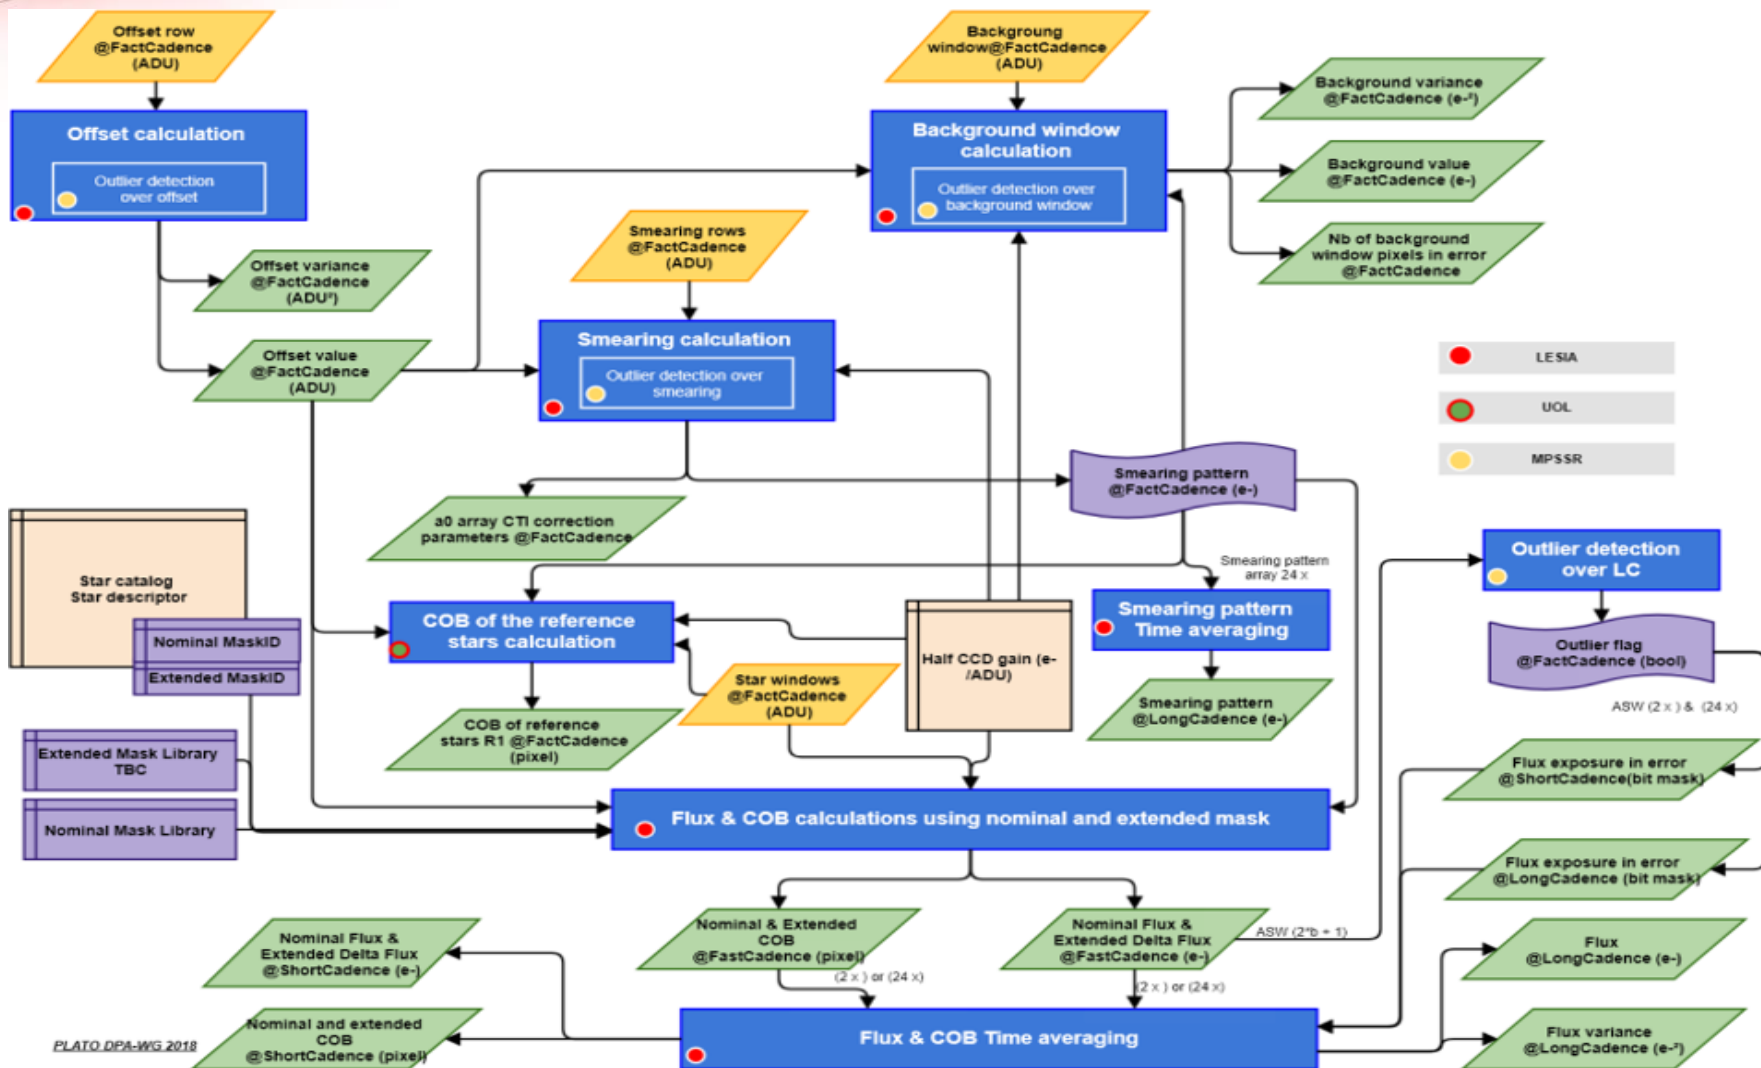 Offset row
@FactCadence
(ADU)
Backgroung
window@FactCadence
(ADU)
Background variance
@FactCadence (e-²)
Offset calculation
Outlier detection
over offset
Background window
calculation
Outlier detection over
background window
Background value
@FactCadence (e-)
Smearing rows
@FactCadence
(ADU)
Nb of background
window pixels in error
@FactCadence
Offset variance
@FactCadence
(ADU²)
Smearing calculation
Outlier detection over
smearing
Offset value
@FactCadence
(ADU)
LESIA
UOL
MPSSR
Smearing pattern
@FactCadence (e-)
a0 array CTI correction
parameters @FactCadence
Smearing pattern
array 24 x
Outlier detection
over LC
Star catalog
Star descriptor
Nominal MaskID
Extended MaskID
COB of the reference
stars calculation
Half CCD gain (e-
/ADU)
Smearing pattern
Time averaging
Outlier flag
@FactCadence (bool)
Star windows
@FactCadence
(ADU)
Smearing pattern
@LongCadence (e-)
ASW (2 x ) & (24 x)
COB of reference
stars R1 @FactCadence
(pixel)
Extended Mask Library
TBC
Flux exposure in error
@ShortCadence(bit mask)
Nominal Mask Library
Flux & COB calculations using nominal and extended mask
Flux exposure in error
@LongCadence (bit mask)
Nominal & Extended
COB
@FastCadence (pixel)
(2 x ) or (24 x)
Nominal Flux &
Extended Delta Flux
@FastCadence (e-)
(2 x ) or (24 x)
ASW (2*b + 1)
Nominal Flux &
Extended Delta Flux
@ShortCadence (e-)
Flux
@LongCadence (e-)
Nominal and extended
COB
@ShortCadence (pixel)
PLATO DPA-WG 2018
Flux & COB Time averaging
Flux variance
@LongCadence (e-²)